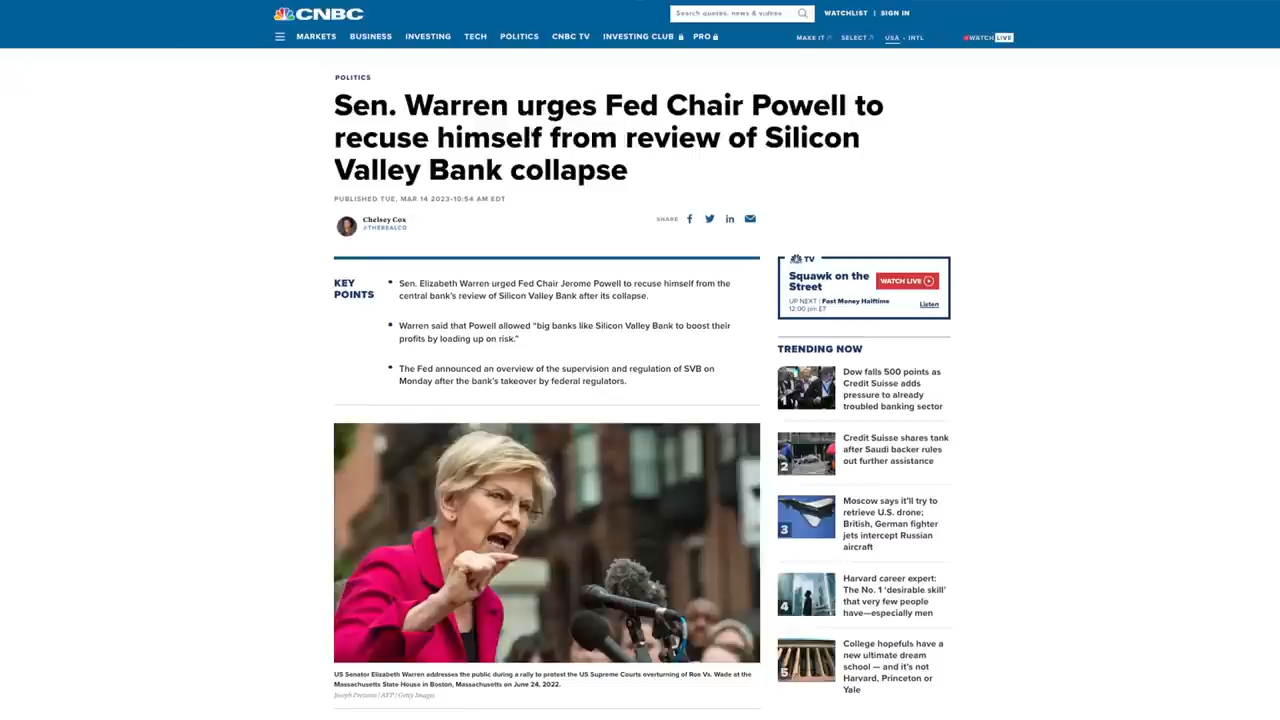 CNBC
Search quotes, news & videos
WATCHLIST | SIGN IN
MARKETS BUSINESS INVESTING TECH POLITICS CNBC TV INVESTING CLUB PRO
MAKE IT SELECT USA • INTL WATCH LIVE
POLITICS
Sen. Warren urges Fed Chair Powell to
recuse himself from review of Silicon
Valley Bank collapse
PUBLISHED TUE, MAR 14 2023•10:54 AM EDT
Chelsey Cox
@THEREALCO
SHARE
KEY
POINTS
• Sen. Elizabeth Warren urged Fed Chair Jerome Powell to recuse himself from the
central bank's review of Silicon Valley Bank after its collapse.
• Warren said that Powell allowed “big banks like Silicon Valley Bank to boost their
profits by loading up on risk.”
• The Fed announced an overview of the supervision and regulation of SVB on
Monday after the bank's takeover by federal regulators.
US Senator Elizabeth Warren addresses the public during a rally to protest the US Supreme Courts overturning of Roe Vs. Wade at the
Massachusetts State House in Boston, Massachusetts on June 24, 2022.
Joseph Prezioso | AFP | Getty Images
TV
Squawk on the
Street
WATCH LIVE
UP NEXT | Fast Money Halftime
12:00 pm ET
Listen
TRENDING NOW
1
Dow falls 500 points as
Credit Suisse adds
pressure to already
troubled banking sector
2
Credit Suisse shares tank
after Saudi backer rules
out further assistance
3
Moscow says it'll try to
retrieve U.S. drone;
British, German fighter
jets intercept Russian
aircraft
4
Harvard career expert:
The No. 1 ‘desirable skill’
that very few people
have—especially men
5
College hopefuls have a
new ultimate dream
school — and it's not
Harvard, Princeton or
Yale